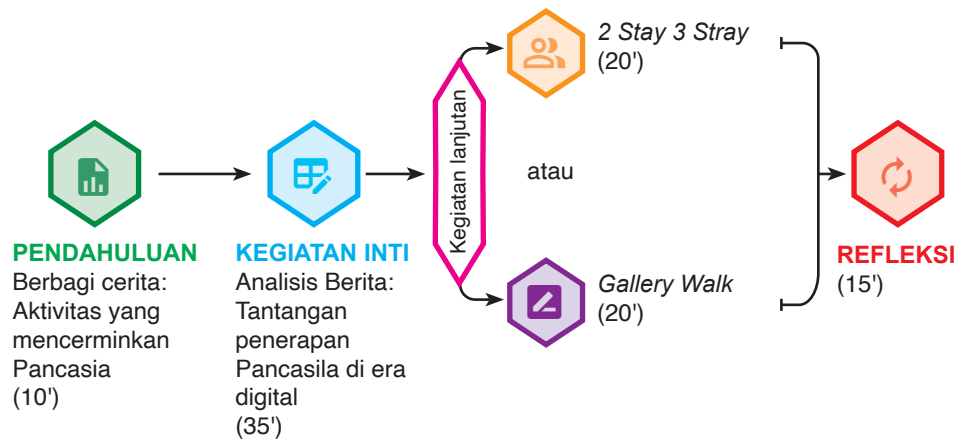 PENDAHULUAN
Berbagi cerita:
Aktivitas yang
mencerminkan
Pancasia
(10')
KEGIATAN INTI
Analisis Berita:
Tantangan
penerapan
Pancasila di era
digital
(35')
Kegiatan lanjutan
2 Stay 3 Stray
(20')
atau
Gallery Walk
(20')
REFLEKSI
(15')